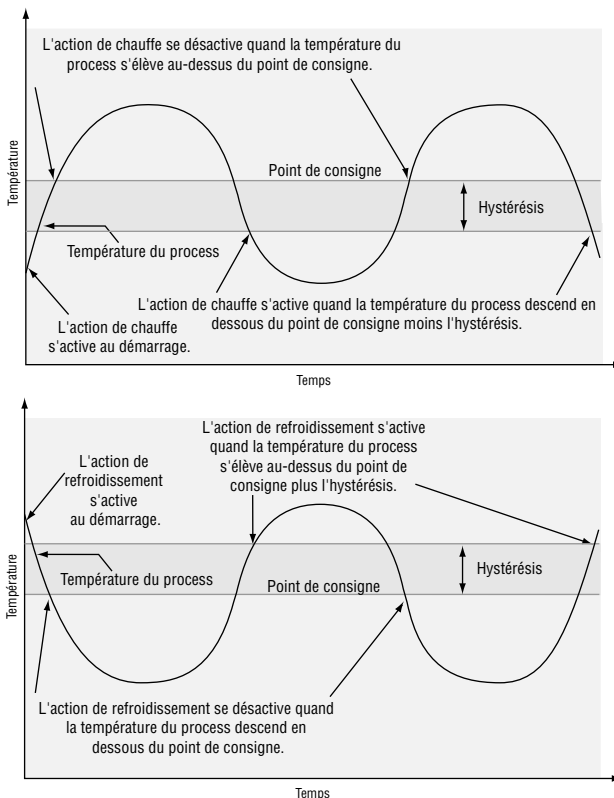 L'action de chauffe se désactive quand la température du
process s'élève au-dessus du point de consigne.
Température
Point de consigne
Hystérésis
Température du process
L'action de chauffe s'active quand la température du process descend en
dessous du point de consigne moins l'hystérésis.
L'action de chauffe
s'active au démarrage.
Temps
L'action de refroidissement s'active
quand la température du process
s'élève au-dessus du point de
consigne plus l'hystérésis.
L'action de
refroidissement
s'active
au démarrage.
Température
Température du process
Point de consigne
Hystérésis
L'action de refroidissement se désactive quand
la température du process descend en
dessous du point de consigne.
Temps